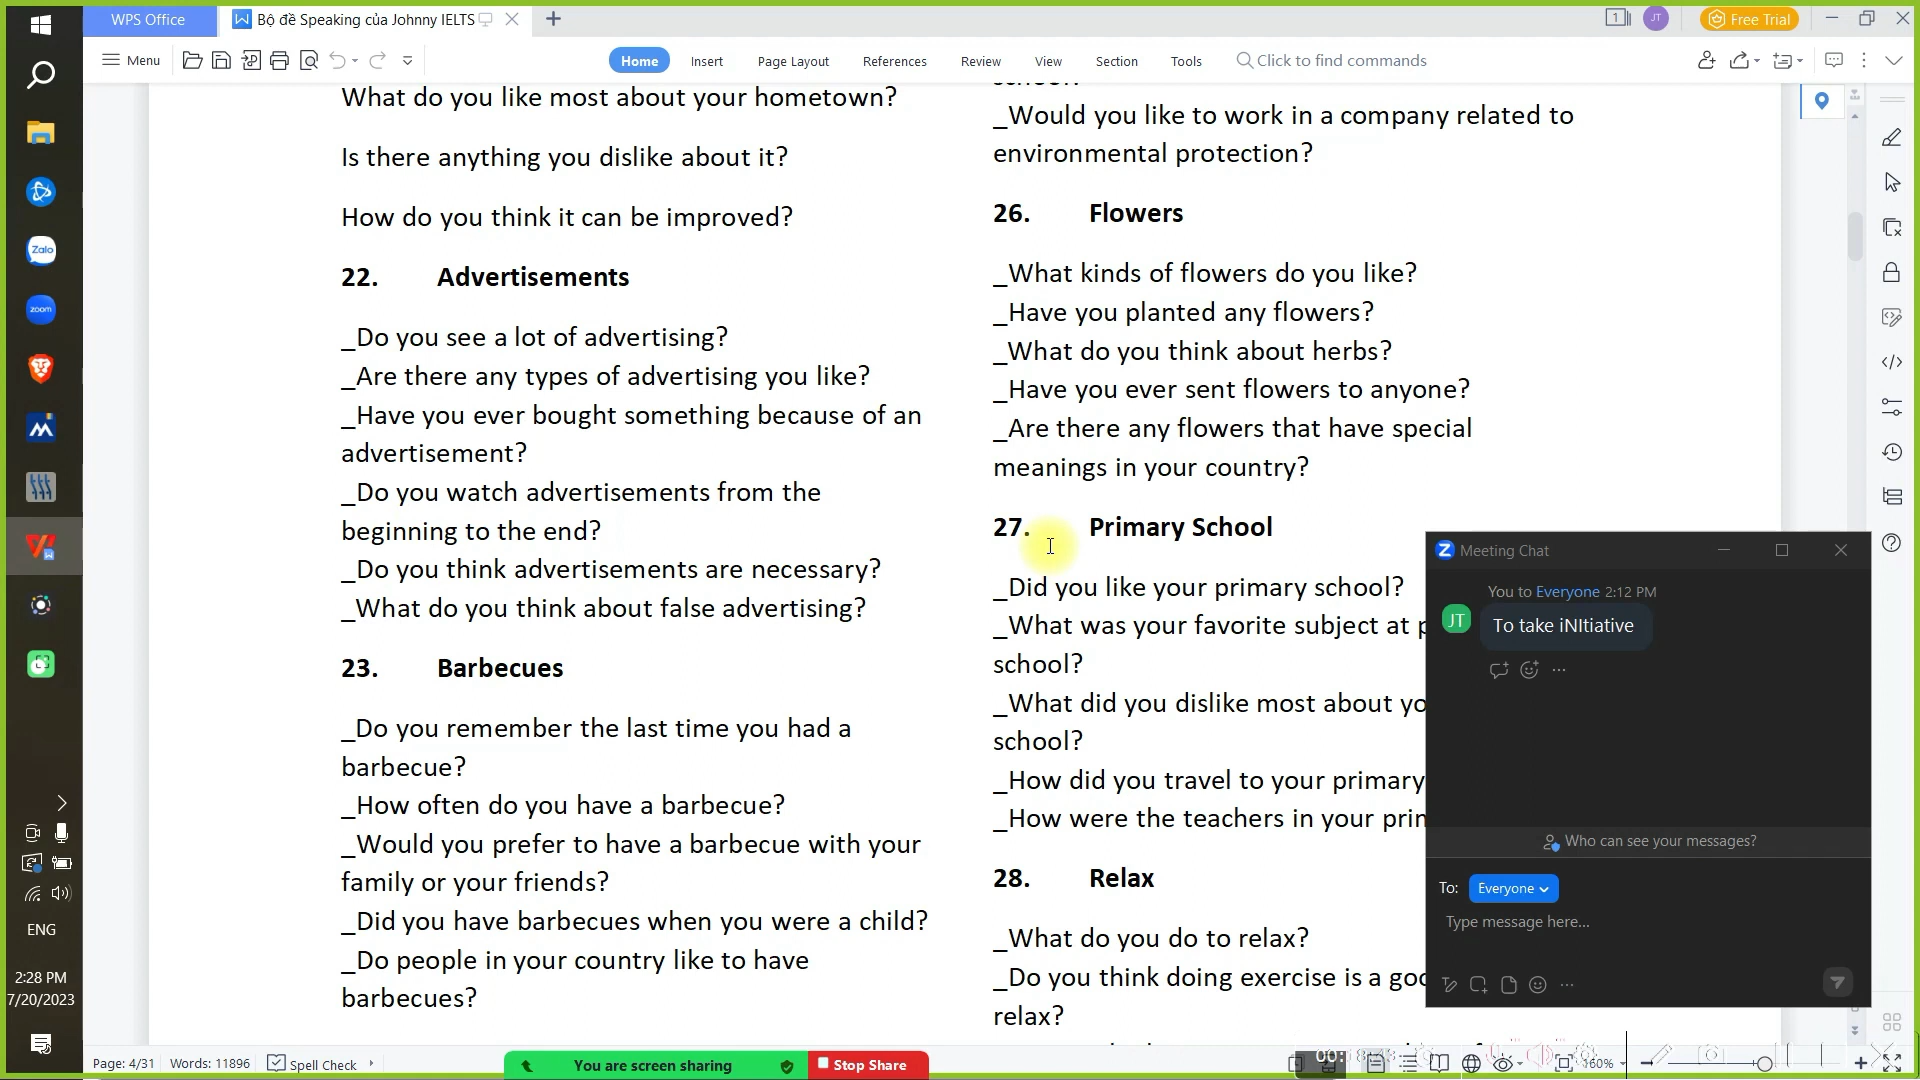 WPS Office
Bộ đề Speaking của Johnny IELTS
1
JT
Free Trial
Menu
Home
Insert
Page Layout
References
Review
View
Section
Tools
Click to find commands
What do you like most about your hometown?
Is there anything you dislike about it?
How do you think it can be improved?
22. Advertisements
_Do you see a lot of advertising?
_Are there any types of advertising you like?
_Have you ever bought something because of an
advertisement?
_Do you watch advertisements from the
beginning to the end?
_Do you think advertisements are necessary?
_What do you think about false advertising?
23. Barbecues
_Do you remember the last time you had a
barbecue?
_How often do you have a barbecue?
_Would you prefer to have a barbecue with your
family or your friends?
_Did you have barbecues when you were a child?
_Do people in your country like to have
barbecues?
_Would you like to work in a company related to
environmental protection?
26. Flowers
_What kinds of flowers do you like?
_Have you planted any flowers?
_What do you think about herbs?
_Have you ever sent flowers to anyone?
_Are there any flowers that have special
meanings in your country?
27. Primary School
_Did you like your primary school?
_What was your favorite subject at
school?
_What did you dislike most about
school?
_How did you travel to your primary
_How were the teachers in your
28. Relax
_What do you do to relax?
_Do you think doing exercise is a
relax?
Meeting Chat
You to Everyone 2:12 PM
JT
To take iNItiative
Who can see your messages?
To: Everyone
Type message here...
Zalo
zoom
ENG
2:28 PM
7/20/2023
Page: 4/31 Words: 11896 Spell Check
You are screen sharing
Stop Share
160%